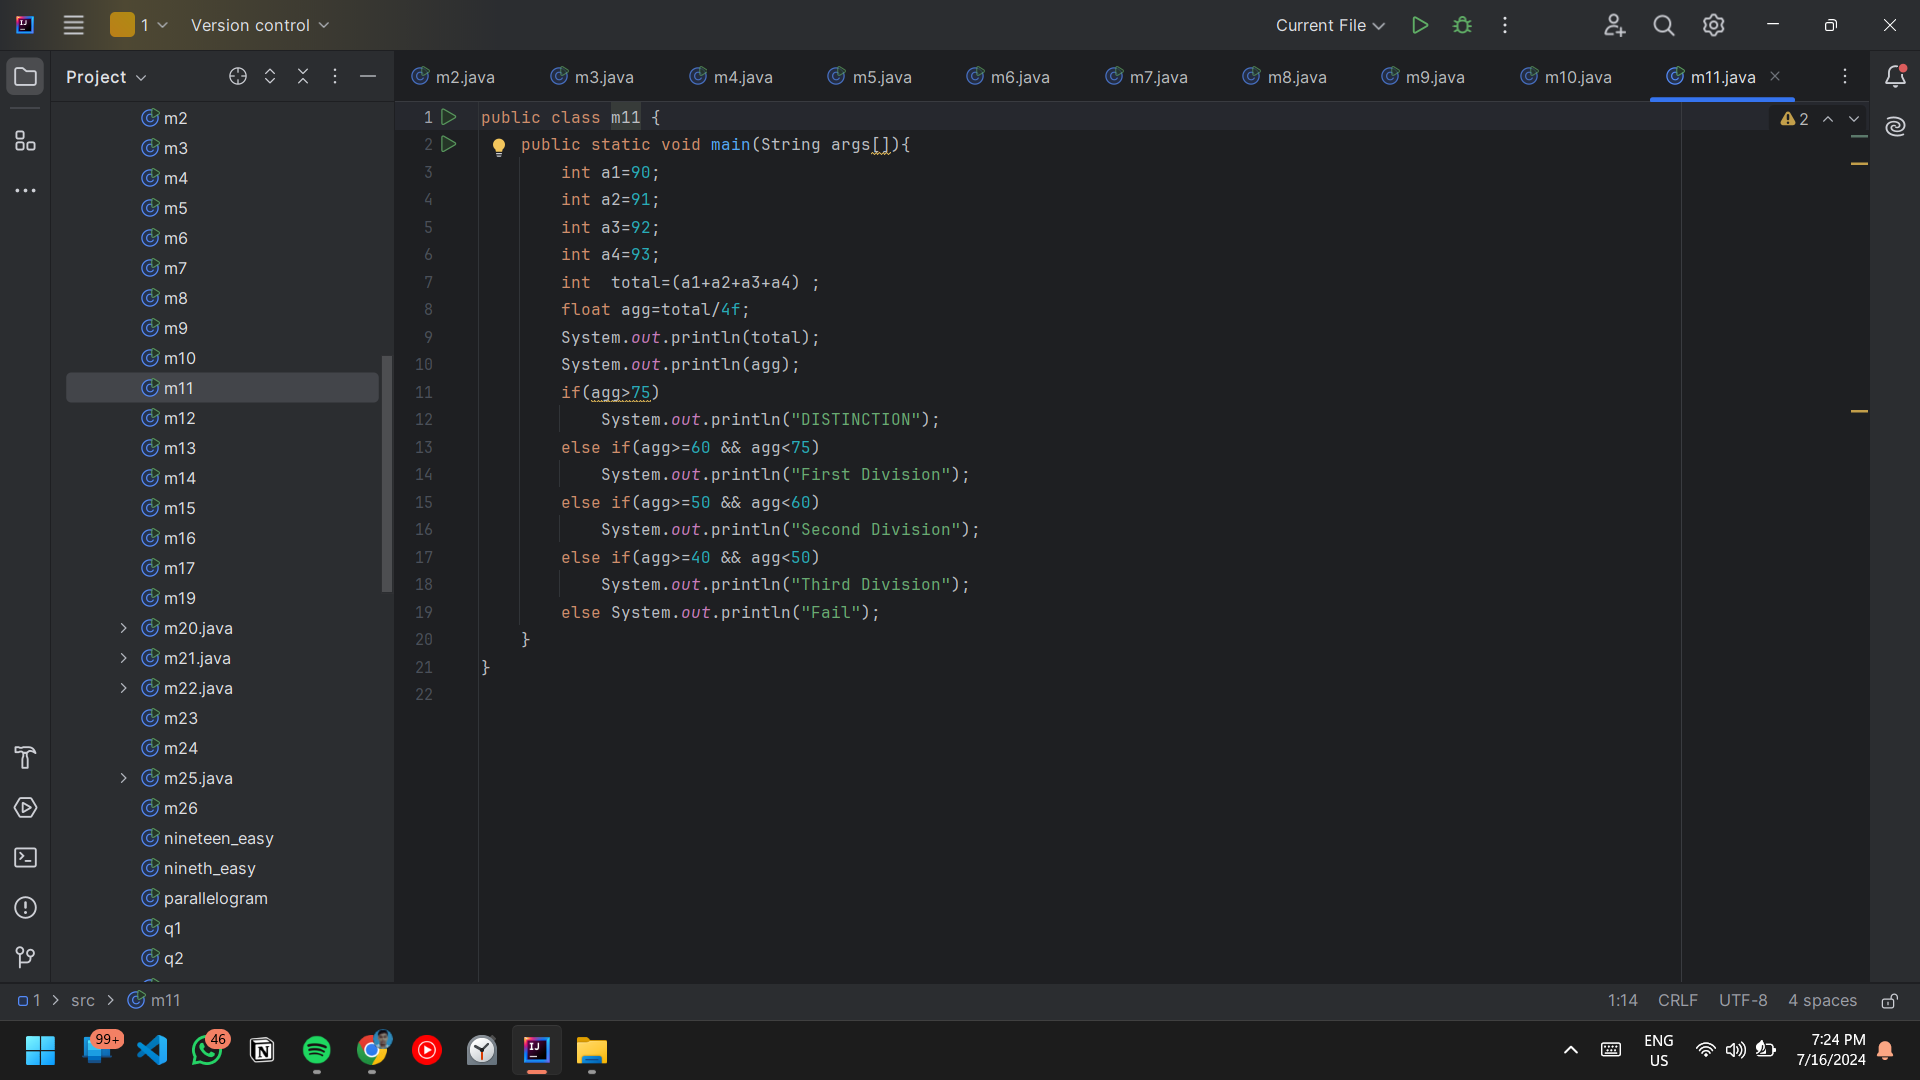 1 Version control Current File
Project m2.java m3.java m4.java m5.java m6.java m7.java m8.java m9.java m10.java m11.java
m2
m3
m4
m5
m6
m7
m8
m9
m10
m11
m12
m13
m14
m15
m16
m17
m19
m20.java
m21.java
m22.java
m23
m24
m25.java
m26
nineteen_easy
nineth_easy
parallelogram
q1
q2
1 public class m11 { 2
2 public static void main(String args[]){
3 int a1=90;
4 int a2=91;
5 int a3=92;
6 int a4=93;
7 int  total=(a1+a2+a3+a4) ;
8 float agg=total/4f;
9 System.out.println(total);
10 System.out.println(agg);
11 if(agg>75)
12 System.out.println("DISTINCTION");
13 else if(agg>=60 && agg<75)
14 System.out.println("First Division");
15 else if(agg>=50 && agg<60)
16 System.out.println("Second Division");
17 else if(agg>=40 && agg<50)
18 System.out.println("Third Division");
19 else System.out.println("Fail");
20 }
21 }
22
1 > src > m11 1:14 CRLF UTF-8 4 spaces
99+ 46 ENG US 7:24 PM 7/16/2024